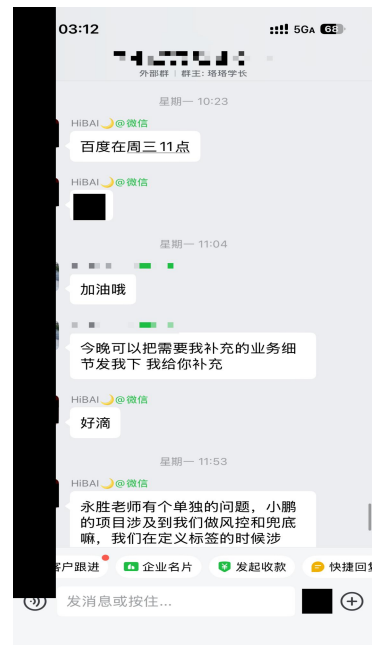 03:12
5GA 68
外部群 | 群主: 塔塔学长
星期一 10:23
HiBAI🌙@微信
百度在周三11点
HiBAI🌙@微信
星期一 11:04
加油哦
今晚可以把需要我补充的业务细
节发我下 我给你补充
HiBAI🌙@微信
好滴
星期一 11:53
HiBAI🌙@微信
永胜老师有个单独的问题，小鹏
的项目涉及到我们做风控和兜底
嘛，我们在定义标签的时候涉
户跟进 企业名片 发起收款 快捷回
发消息或按住...